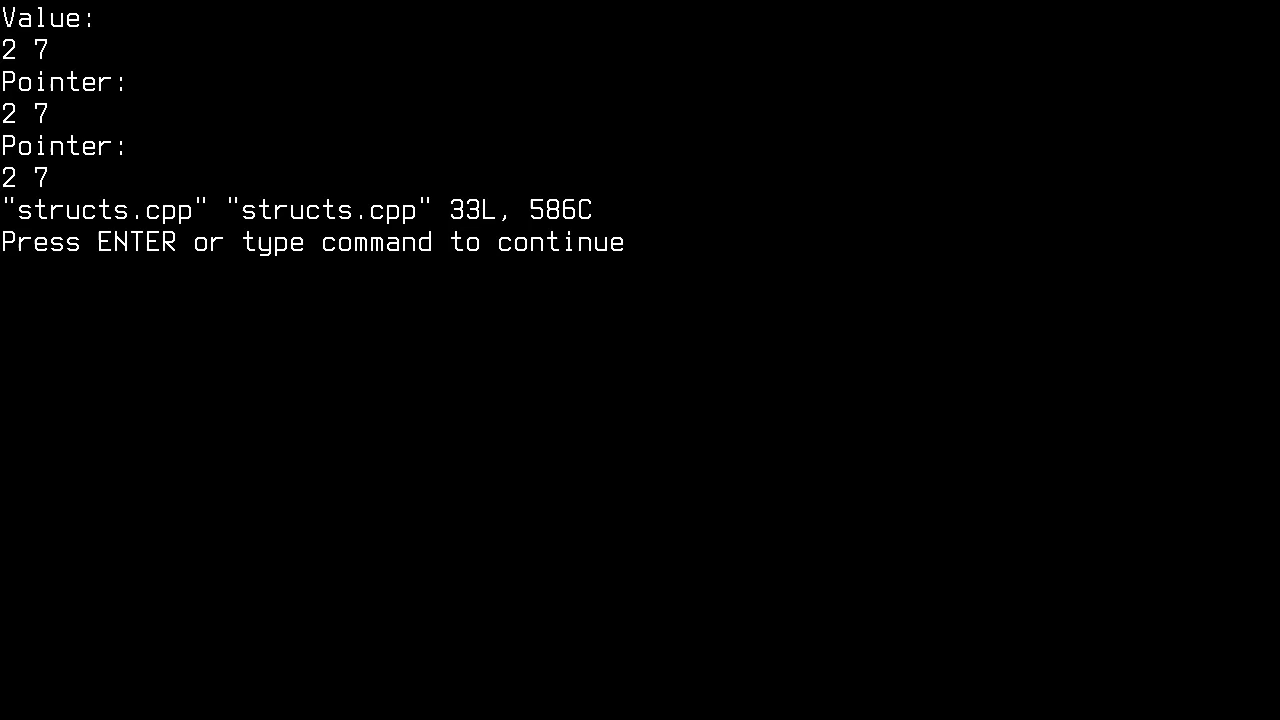 Value:
2 7
Pointer:
2 7
Pointer:
2 7
"structs.cpp" "structs.cpp" 33L, 586C
Press ENTER or type command to continue